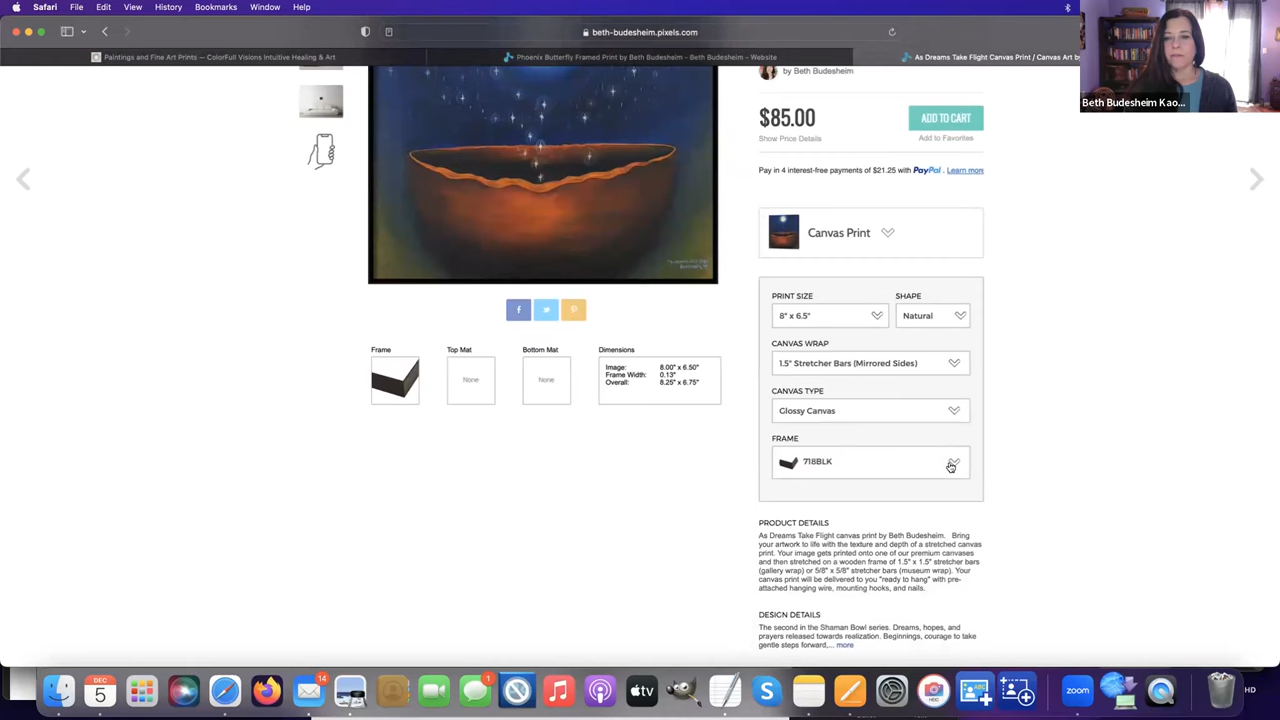 Safari File Edit View History Bookmarks Window Help
beth-budesheim.pixels.com
Paintings and Fine Art Prints — ColorFull Visions Intuitive Healing & Art
Phoenix Butterfly Framed Print by Beth Budesheim - Beth Budesheim - Website
As Dreams Take Flight Canvas Print / Canvas Art by
Beth Budesheim Kao...
by Beth Budesheim
$85.00
ADD TO CART
Show Price Details
Add to Favorites
Pay in 4 interest-free payments of $21.25 with PayPal. Learn more
Canvas Print
PRINT SIZE
SHAPE
8" x 6.5"
Natural
CANVAS WRAP
1.5" Stretcher Bars (Mirrored Sides)
CANVAS TYPE
Glossy Canvas
FRAME
718BLK
Frame
Top Mat
Bottom Mat
Dimensions
None
None
Image: 8.00" x 6.50"
Frame Width: 0.13"
Overall: 8.25" x 6.75"
PRODUCT DETAILS
As Dreams Take Flight canvas print by Beth Budesheim. Bring
your artwork to life with the texture and depth of a stretched canvas
print. Your image gets printed onto one of our premium canvases
and then stretched on a wooden frame of 1.5" x 1.5" stretcher bars
(gallery wrap) or 5/8" x 5/8" stretcher bars (museum wrap). Your
canvas print will be delivered to you "ready to hang" with pre-
attached hanging wire, mounting hooks, and nails.
DESIGN DETAILS
The second in the Shaman Bowl series. Dreams, hopes, and
prayers released towards realization. Beginnings, courage to take
gentle steps forward,... more
DEC
5
14
1
tv
zoom
HD